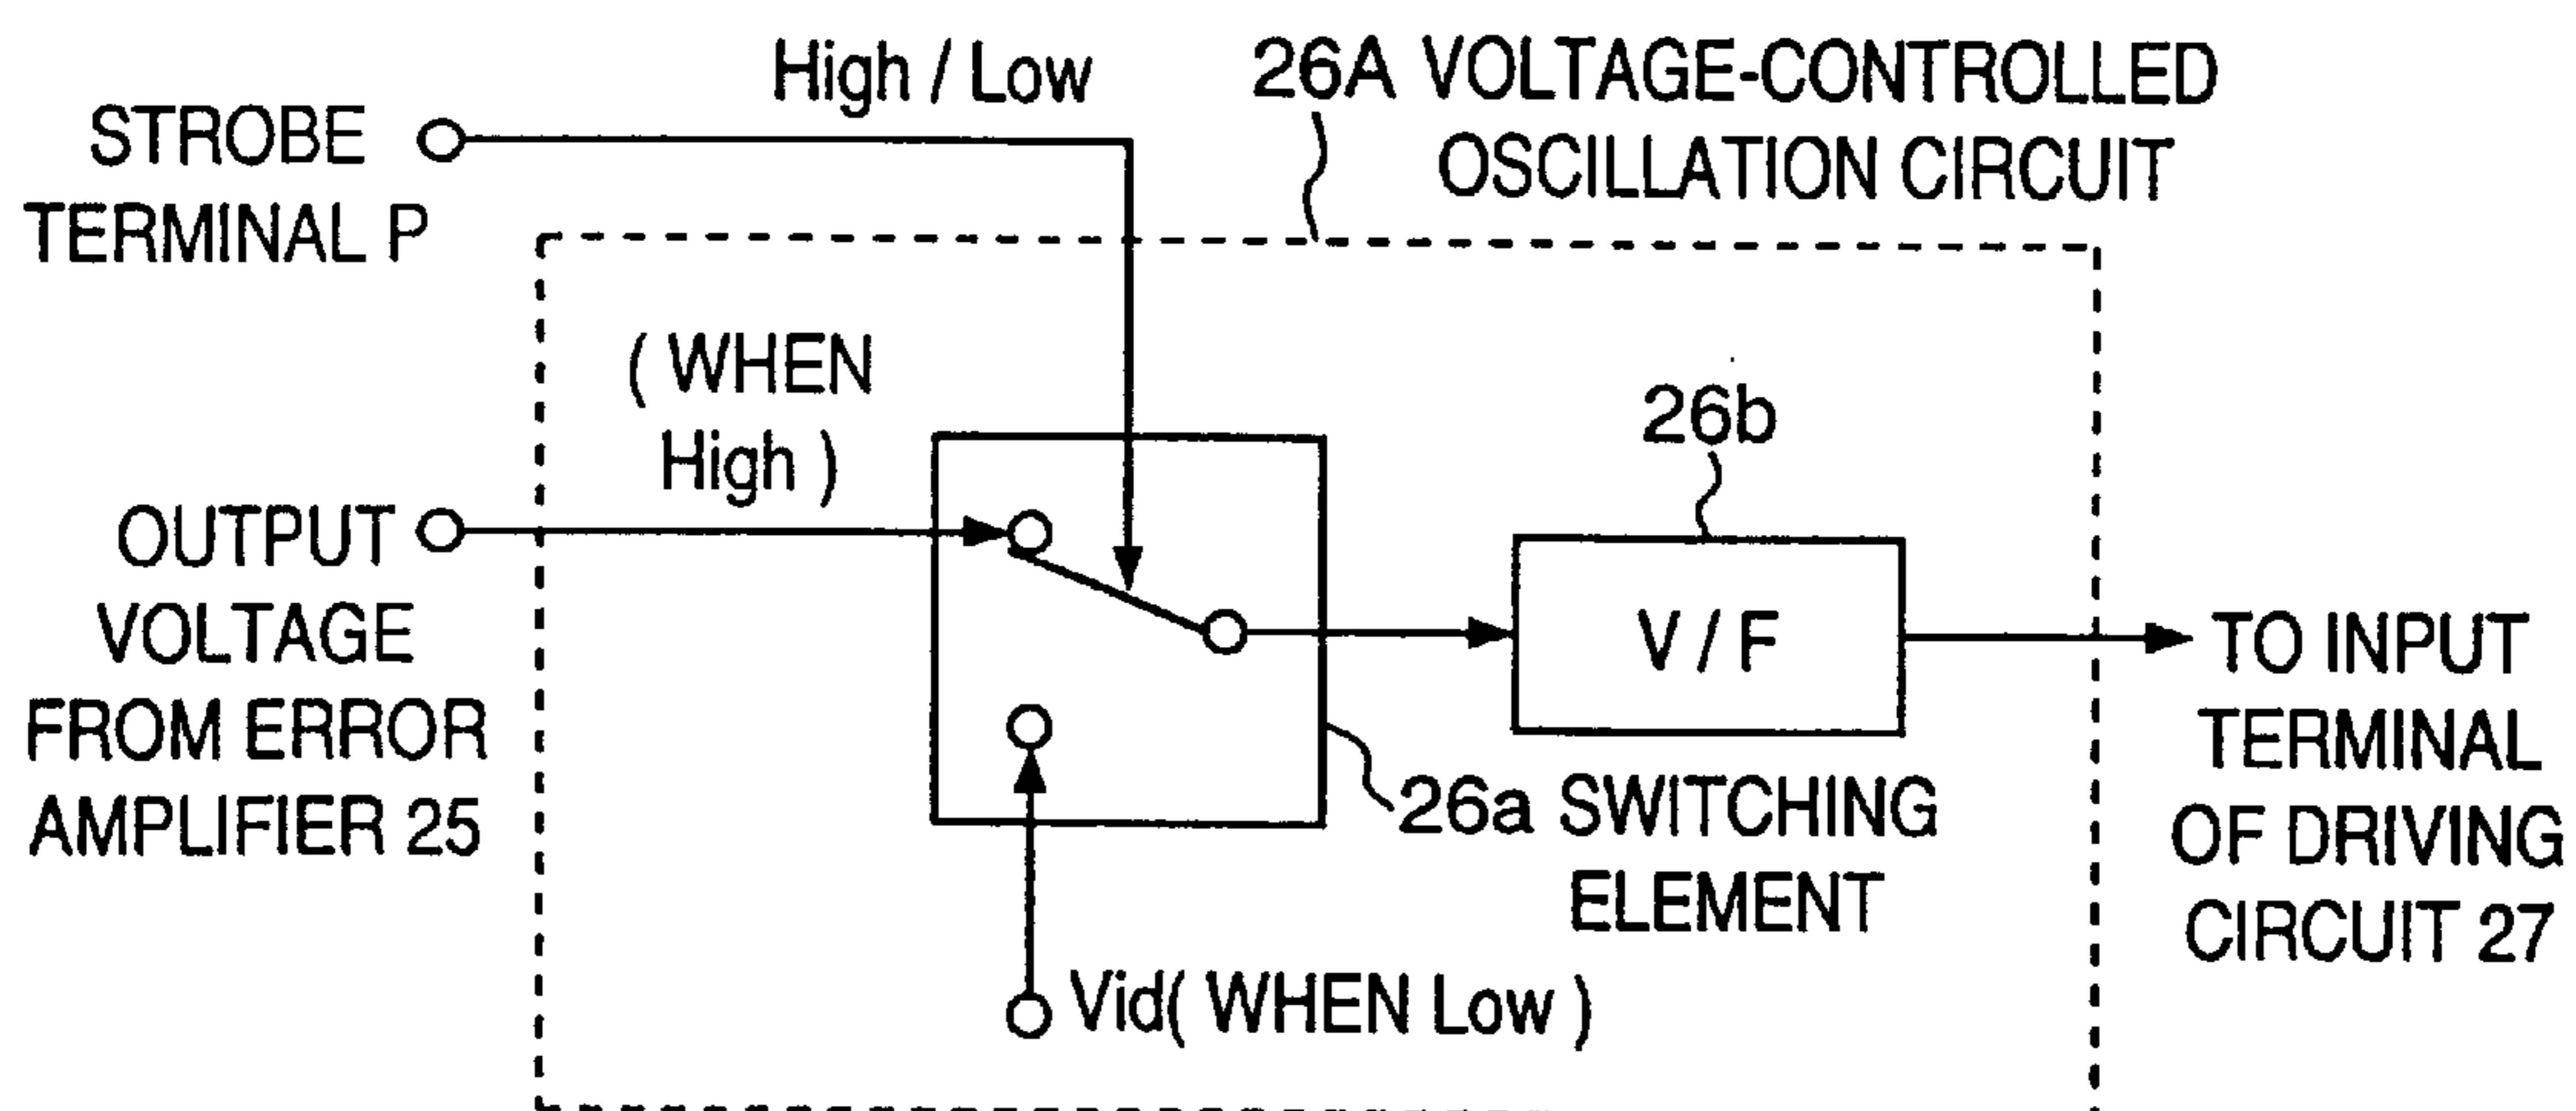 High / Low
26A VOLTAGE-CONTROLLED
OSCILLATION CIRCUIT
STROBE
TERMINAL P
( WHEN
High )
26b
OUTPUT
VOLTAGE
FROM ERROR
AMPLIFIER 25
V / F
TO INPUT
TERMINAL
OF DRIVING
CIRCUIT 27
26a SWITCHING
ELEMENT
Vid( WHEN Low )